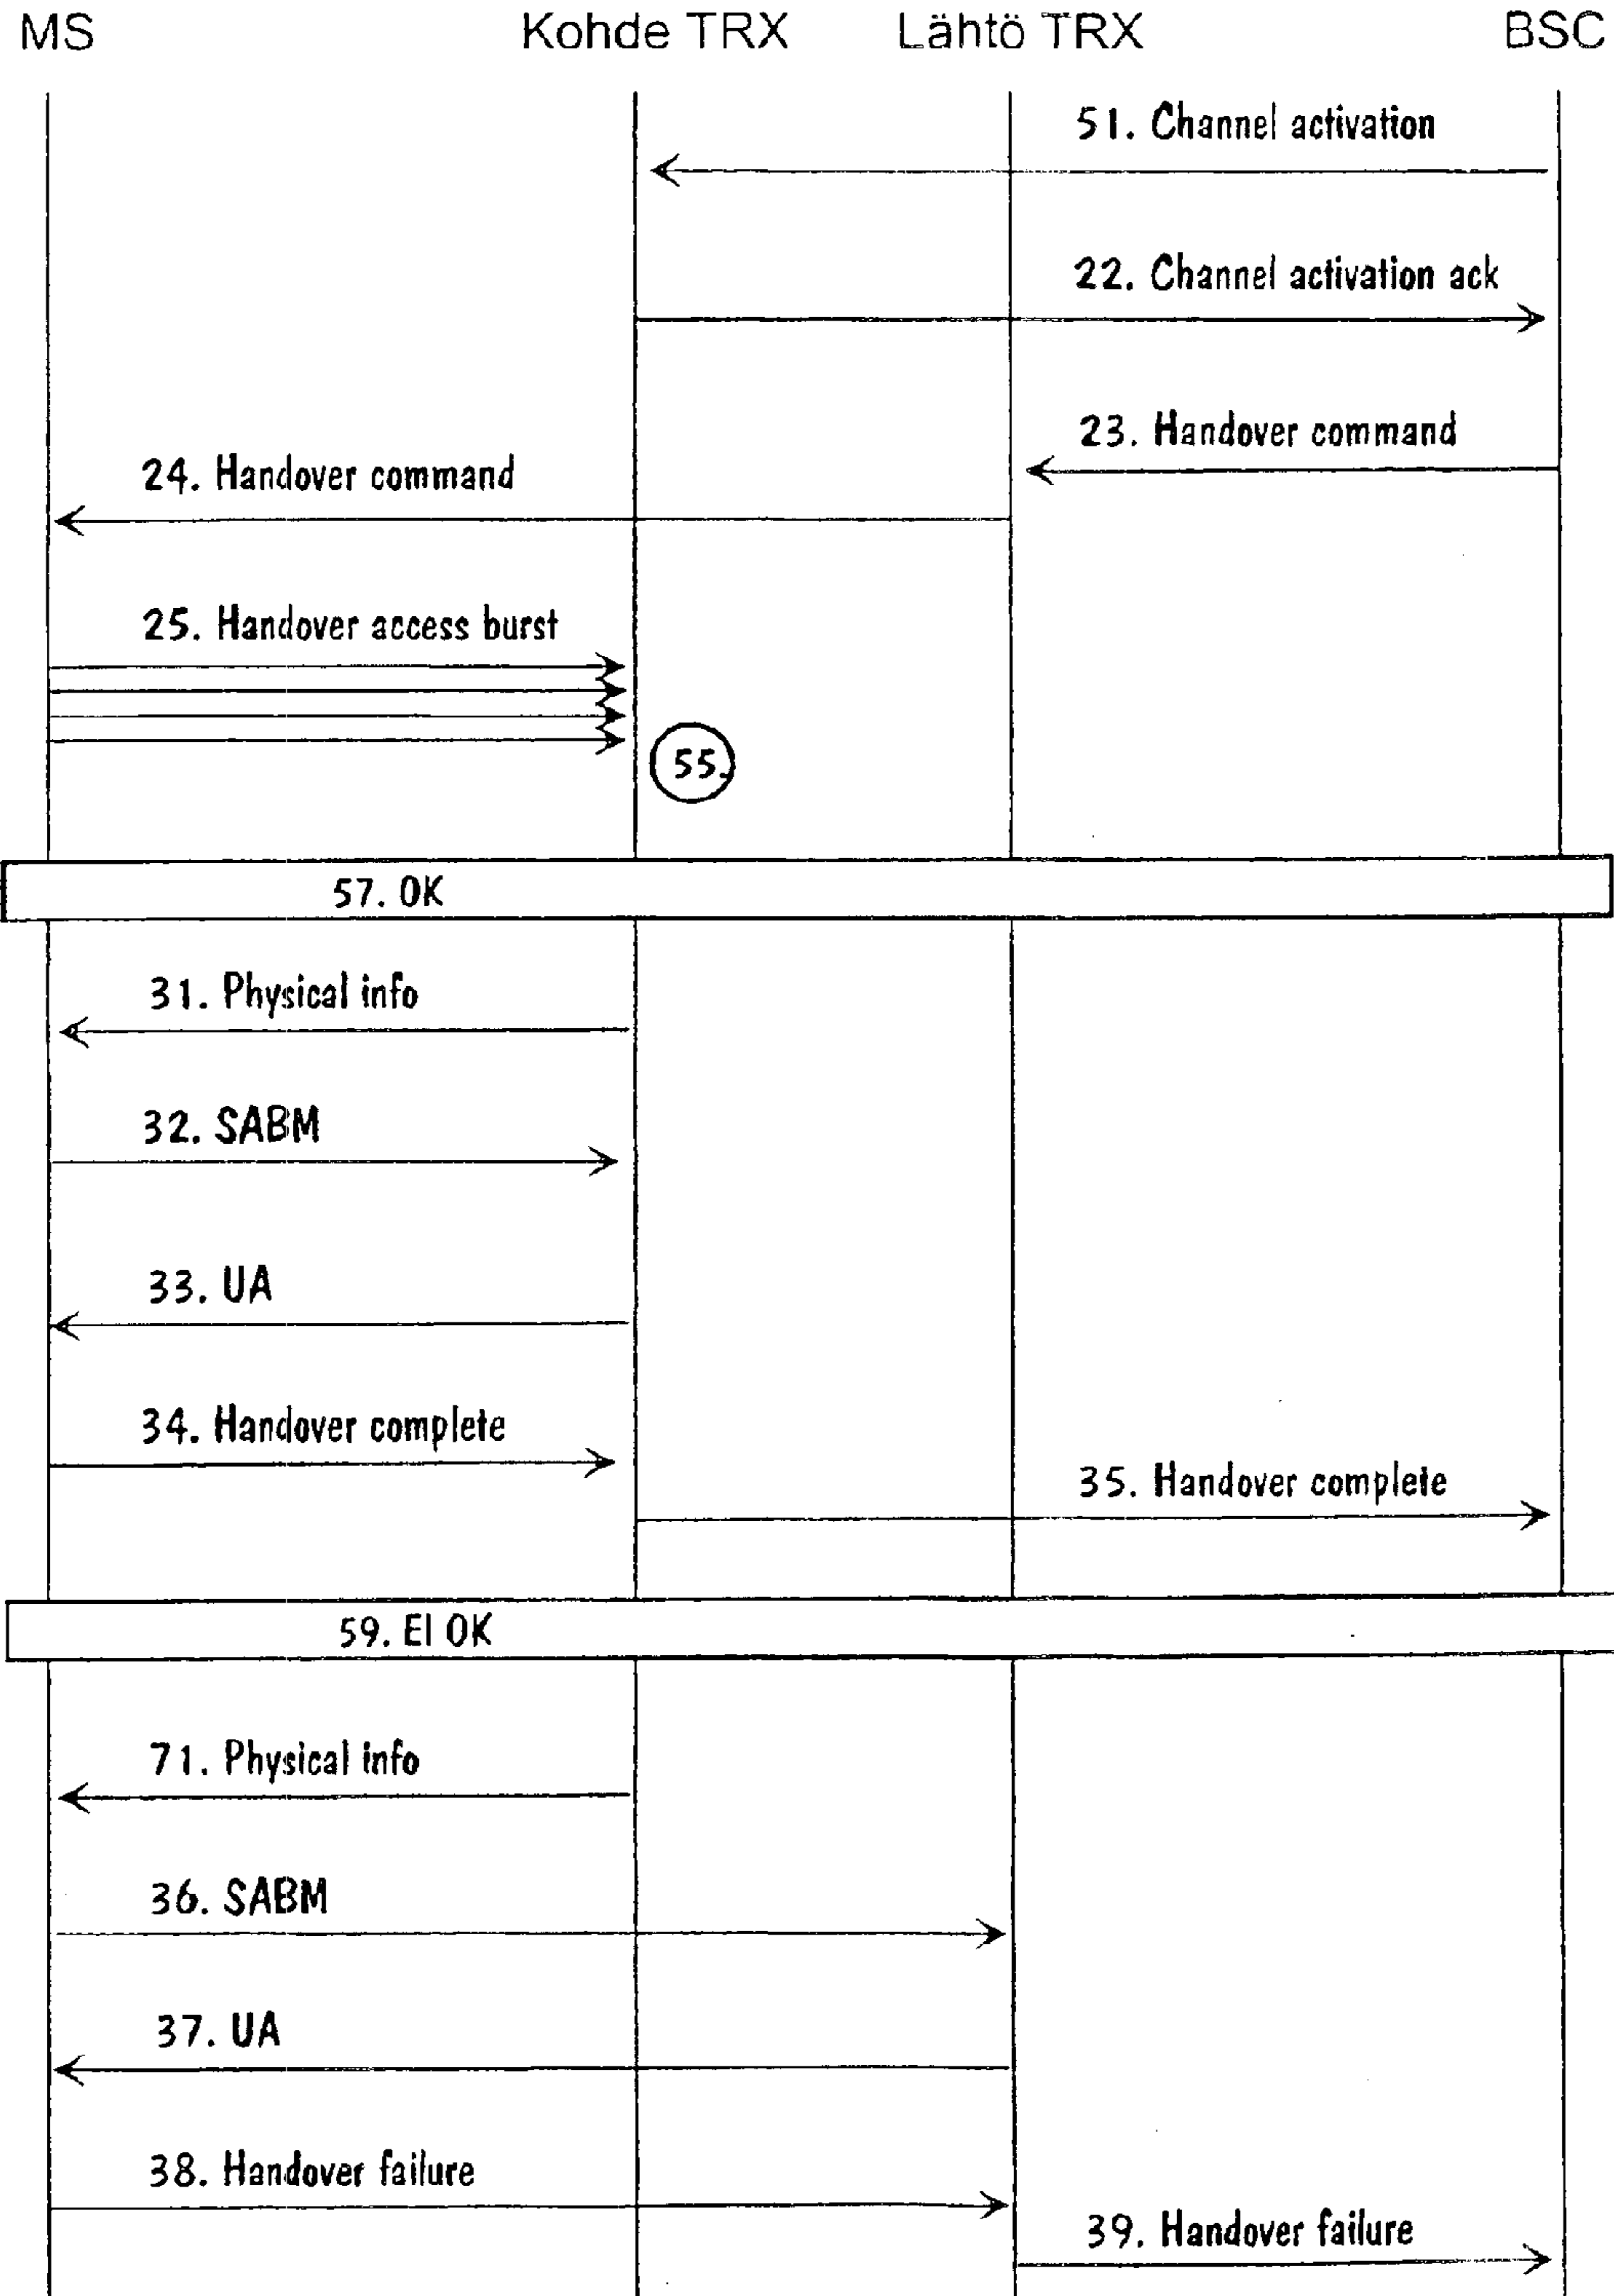 MS Kohde TRX Lähtö TRX BSC
51. Channel activation
22. Channel activation ack
23. Handover command
24. Handover command
25. Handover access burst
55.
57. OK
31. Physical info
32. SABM
33. UA
34. Handover complete
35. Handover complete
59. EI OK
71. Physical info
36. SABM
37. UA
38. Handover failure
39. Handover failure